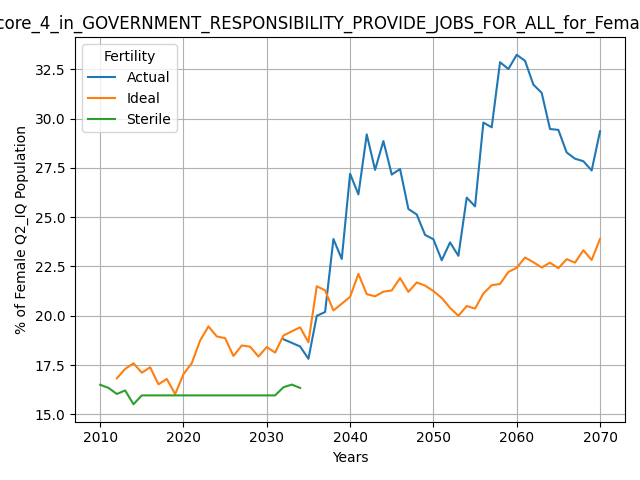 core_4_in_GOVERNMENT_RESPONSIBILITY_PROVIDE_JOBS_FOR_ALL_for_Fema
Fertility
Actual
Ideal
Sterile
% of Female Q2_IQ Population
32.5
30.0
27.5
25.0
22.5
20.0
17.5
15.0
2010 2020 2030 2040 2050 2060 2070
Years